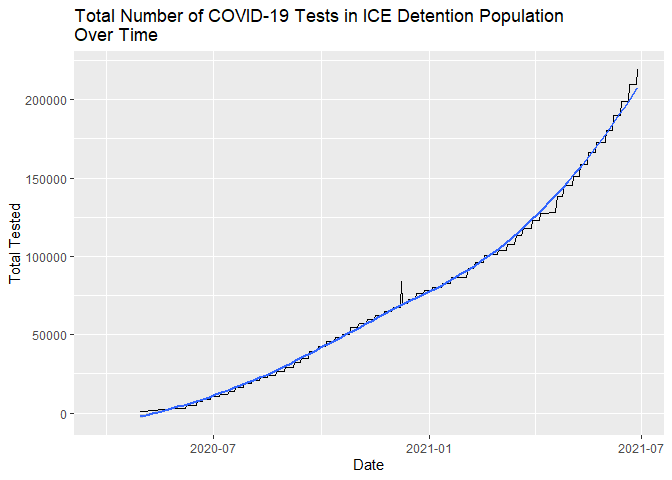 Total Number of COVID-19 Tests in ICE Detention Population
Over Time
200000
150000
100000
50000
0
Total Tested
2020-07
2021-01
2021-07
Date